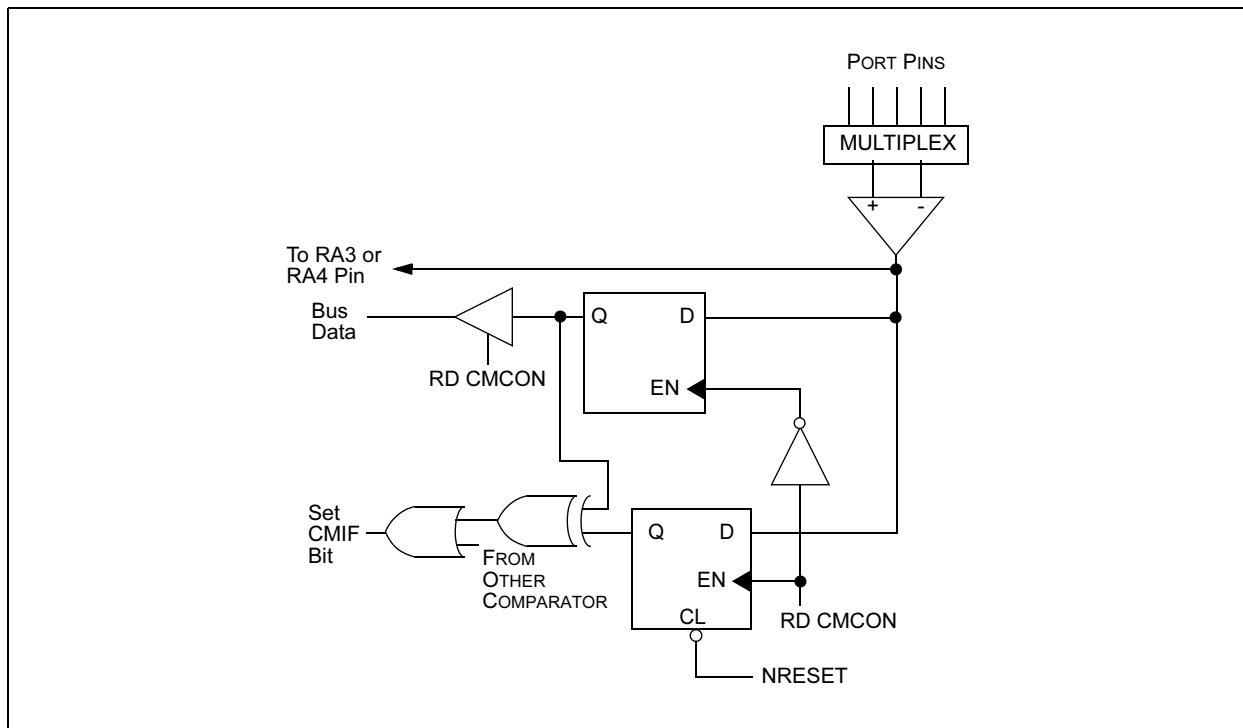 PORT PINS
MULTIPLEX
+ -
To RA3 or
RA4 Pin
Bus
Data
Q D
RD CMCON
EN
Set
CMIF
Bit
FROM
OTHER
COMPARATOR
Q D
EN
CL
RD CMCON
NRESET